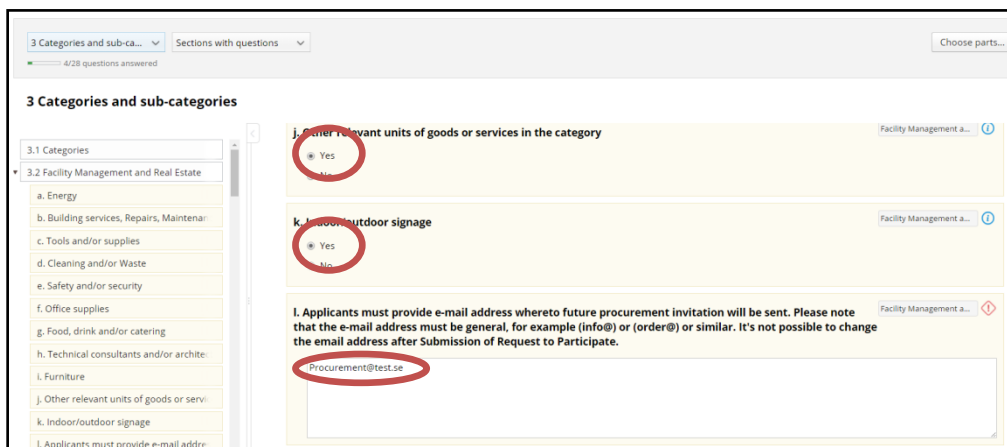 3 Categories and sub-ca... Sections with questions Choose parts...
4/28 questions answered
3 Categories and sub-categories
3.1 Categories
3.2 Facility Management and Real Estate
a. Energy
b. Building services, Repairs, Maintenan
c. Tools and/or supplies
d. Cleaning and/or Waste
e. Safety and/or security
f. Office supplies
g. Food, drink and/or catering
h. Technical consultants and/or archited
i. Furniture
j. Other relevant units of goods or servi
k. Indoor/outdoor signage
l. Applicants must provide e-mail addre
j. Other relevant units of goods or services in the category
Facility Management a...
Yes
No
k. Indoor/outdoor signage
Facility Management a...
Yes
No
l. Applicants must provide e-mail address whereto future procurement invitation will be sent. Please note
that the e-mail address must be general, for example (info@) or (order@) or similar. It's not possible to change
the email address after Submission of Request to Participate.
Facility Management a...
Procurement@test.se